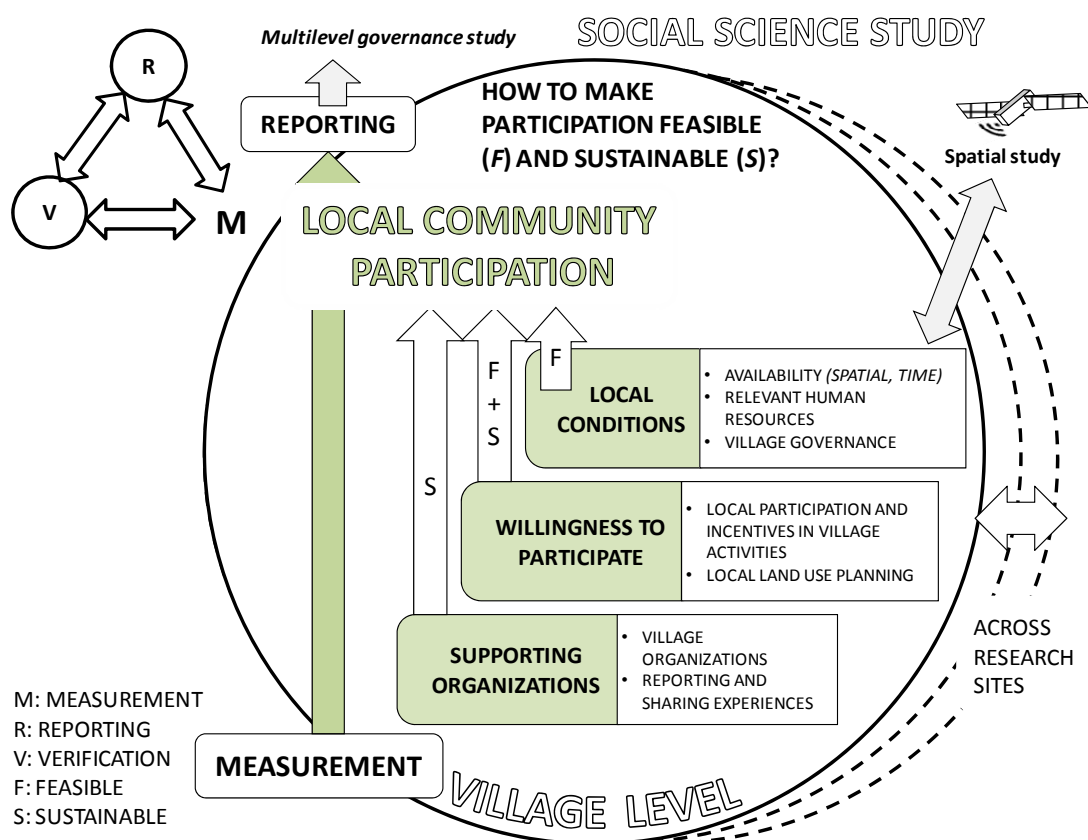 SOCIAL SCIENCE STUDY
Multilevel governance study
R
REPORTING
HOW TO MAKE
PARTICIPATION FEASIBLE
(F) AND SUSTAINABLE (S)?
Spatial study
V
M
LOCAL COMMUNITY
PARTICIPATION
F
LOCAL
CONDITIONS
• AVAILABILITY (SPATIAL, TIME)
• RELEVANT HUMAN
RESOURCES
• VILLAGE GOVERNANCE
F
+
S
WILLINGNESS TO
PARTICIPATE
• LOCAL PARTICIPATION AND
INCENTIVES IN VILLAGE
ACTIVITIES
• LOCAL LAND USE PLANNING
S
SUPPORTING
ORGANIZATIONS
• VILLAGE
ORGANIZATIONS
• REPORTING AND
SHARING EXPERIENCES
ACROSS
RESEARCH
SITES
M: MEASUREMENT
R: REPORTING
V: VERIFICATION
F: FEASIBLE
S: SUSTAINABLE
MEASUREMENT
VILLAGE LEVEL